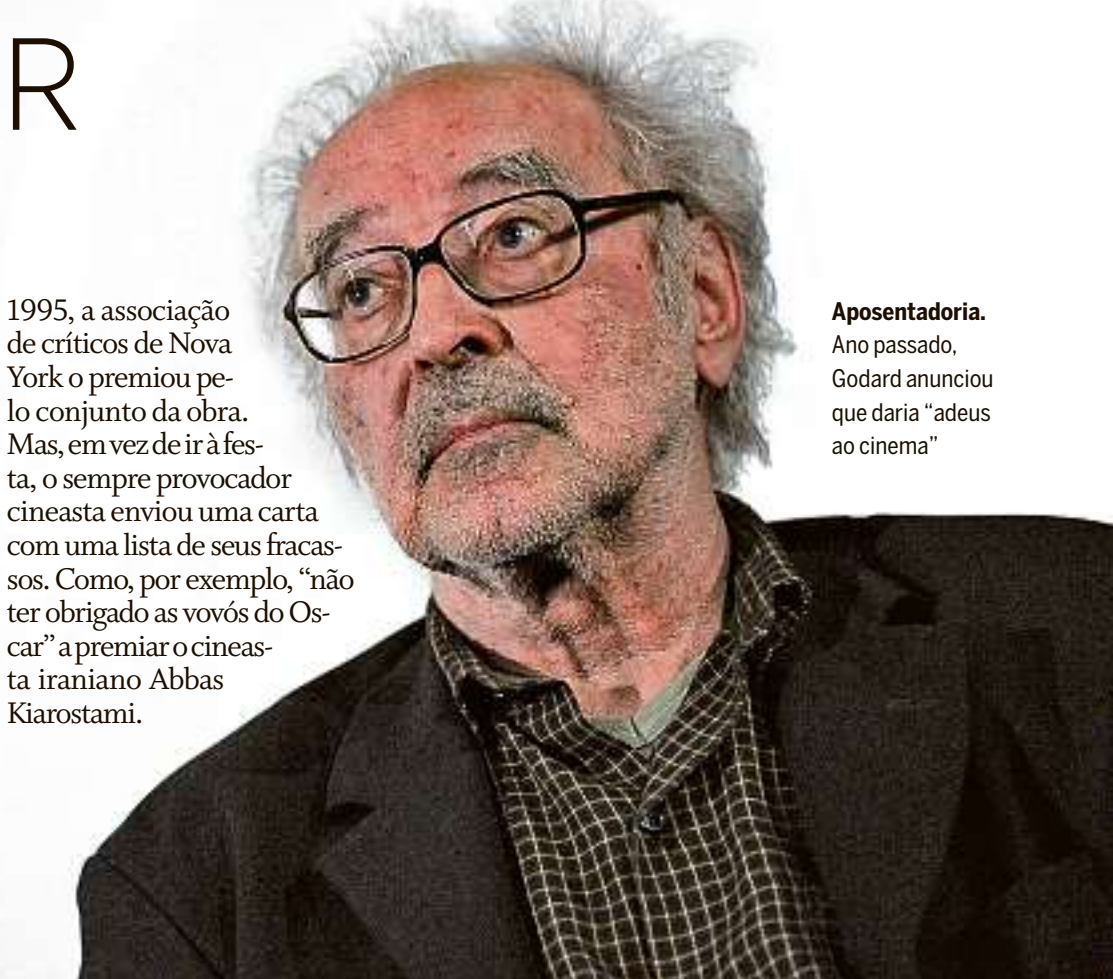 R
1995, a associação
de críticos de Nova
York o premiou pe-
lo conjunto da obra.
Mas, em vez de ir à fes-
ta, o sempre provocador
cineasta enviou uma carta
com uma lista de seus fracas-
sos. Como, por exemplo, “não
ter obrigado as vovós do Os-
car” a premiar o cineas-
ta iraniano Abbas
Kiarostami.
Aposentadoria.
Ano passado,
Godard anunciou
que daria “adeus
ao cinema”